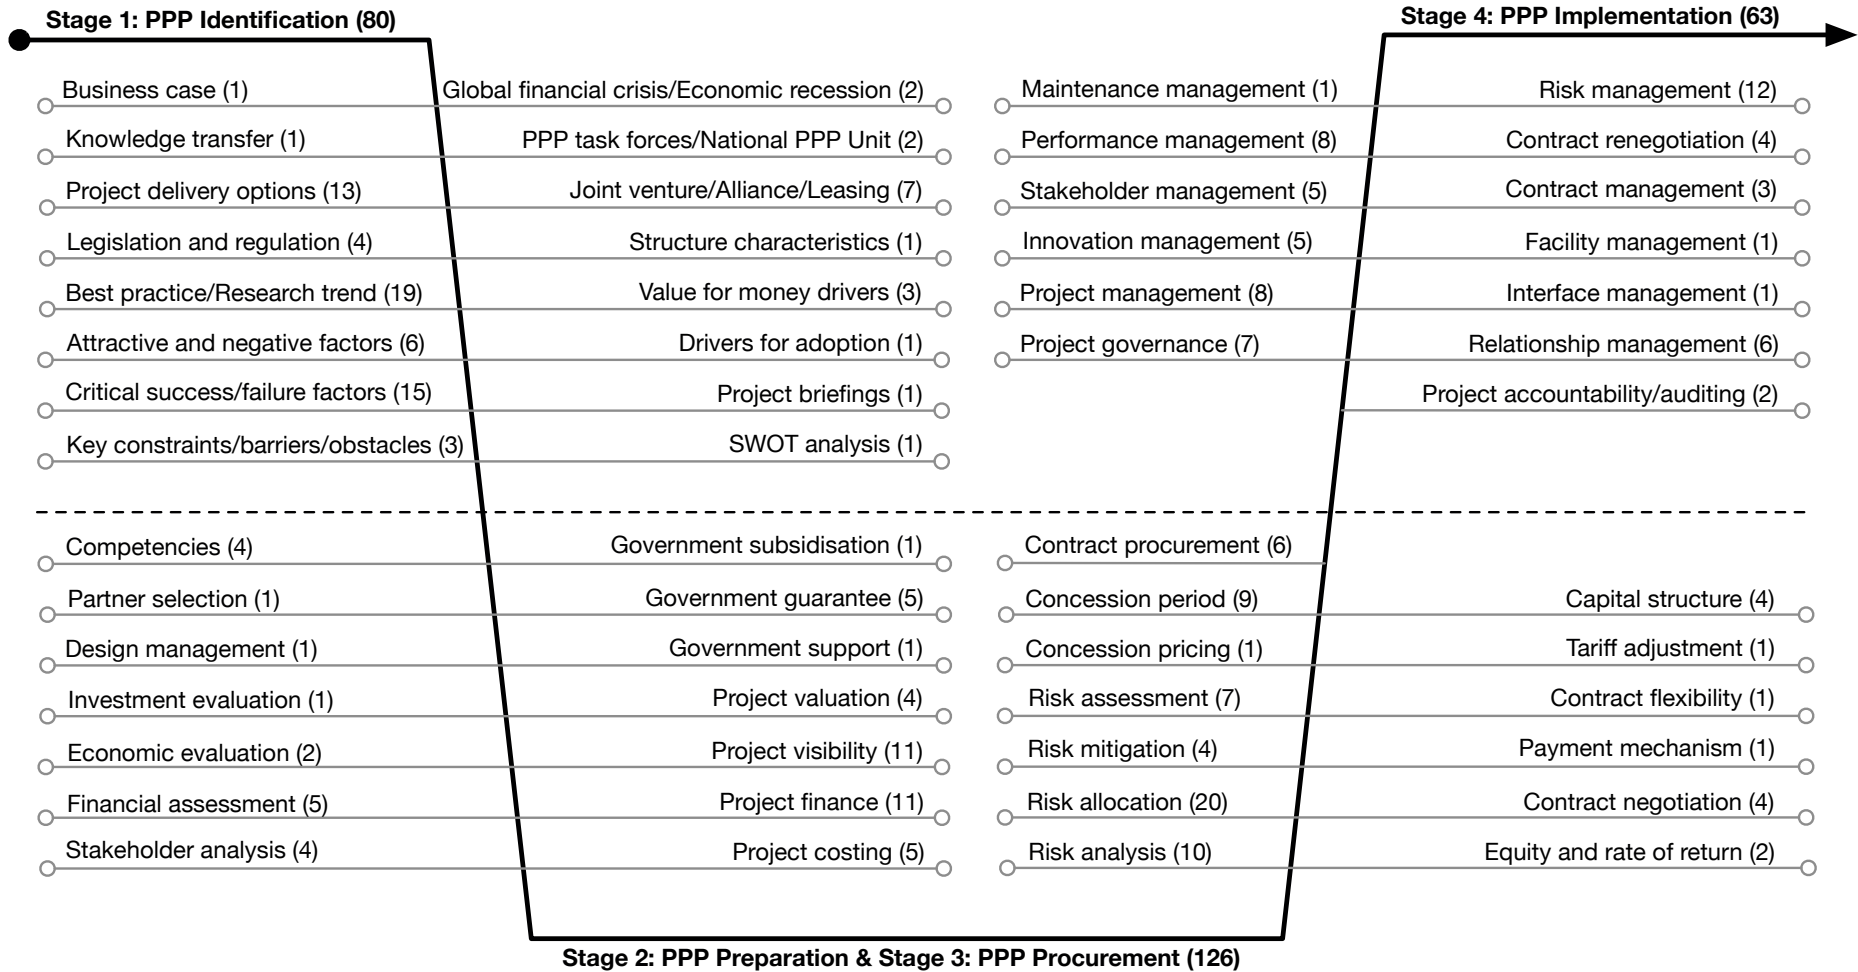 Stage 1: PPP Identification (80)
Stage 4: PPP Implementation (63)
Business case (1)
Global financial crisis/Economic recession (2)
Knowledge transfer (1)
PPP task forces/National PPP Unit (2)
Project delivery options (13)
Joint venture/Alliance/Leasing (7)
Legislation and regulation (4)
Structure characteristics (1)
Best practice/Research trend (19)
Value for money drivers (3)
Attractive and negative factors (6)
Drivers for adoption (1)
Critical success/failure factors (15)
Project briefings (1)
Key constraints/barriers/obstacles (3)
SWOT analysis (1)
Maintenance management (1)
Risk management (12)
Performance management (8)
Contract renegotiation (4)
Stakeholder management (5)
Contract management (3)
Innovation management (5)
Facility management (1)
Project management (8)
Interface management (1)
Project governance (7)
Relationship management (6)
Project accountability/auditing (2)
Competencies (4)
Government subsidisation (1)
Partner selection (1)
Government guarantee (5)
Design management (1)
Government support (1)
Investment evaluation (1)
Project valuation (4)
Economic evaluation (2)
Project visibility (11)
Financial assessment (5)
Project finance (11)
Stakeholder analysis (4)
Project costing (5)
Contract procurement (6)
Concession period (9)
Capital structure (4)
Concession pricing (1)
Tariff adjustment (1)
Risk assessment (7)
Contract flexibility (1)
Risk mitigation (4)
Payment mechanism (1)
Risk allocation (20)
Contract negotiation (4)
Risk analysis (10)
Equity and rate of return (2)
Stage 2: PPP Preparation & Stage 3: PPP Procurement (126)